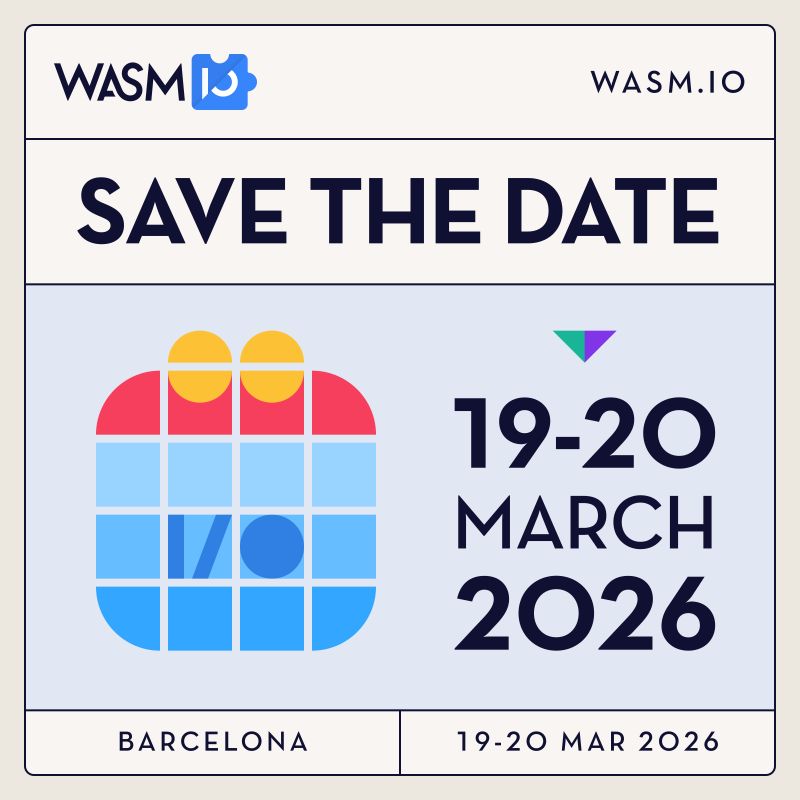 WASM IO
WASM.IO
SAVE THE DATE
I/O
19-20
MARCH
2026
BARCELONA
19-20 MAR 2026